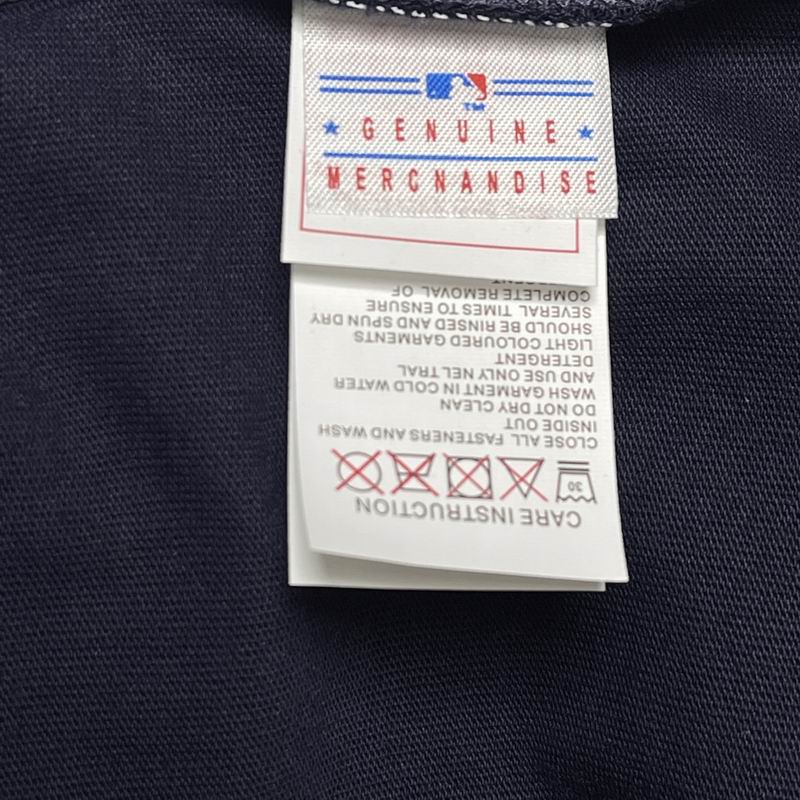 TM
GENUINE
MERCHANDISE
CARE INSTRUCTION
30
CLOSE ALL FASTENERS AND WASH
INSIDE OUT
DO NOT DRY CLEAN
WASH GARMENT IN COLD WATER
AND USE ONLY NEL TRAL
DETERGENT
LIGHT COLOURED GARMENTS
SHOULD BE RINSED AND SPUN DRY
SEVERAL TIMES TO ENSURE
COMPLETE REMOVAL OF